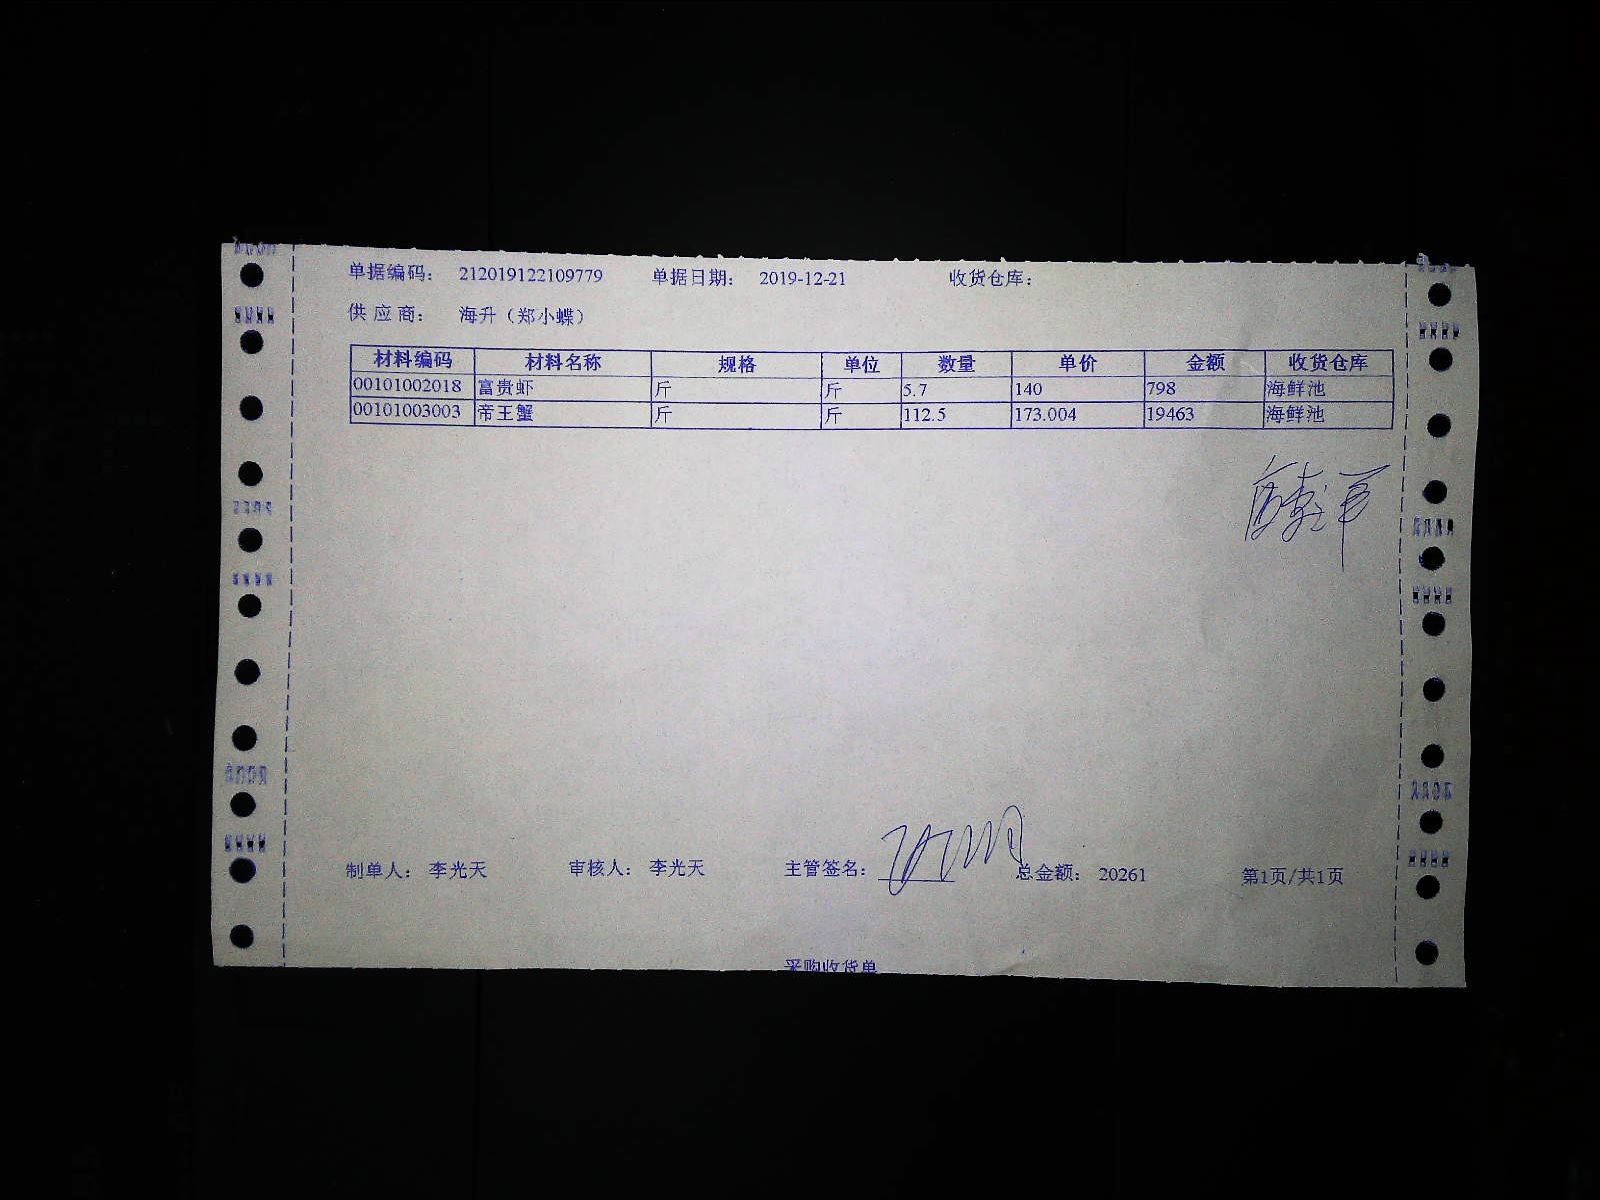 单据编码： 212019122109779 单据日期： 2019-12-21 收货仓库：
供应商： 海升（郑小蝶）
材料编码 材料名称 规格 单位 数量 单价 金额 收货仓库
00101002018 富贵虾 斤 斤 5.7 140 798 海鲜池
00101003003 帝王蟹 斤 斤 112.5 173.004 19463 海鲜池
制单人： 李光天 审核人： 李光天 主管签名： 总金额： 20261 第1页/共1页
采购收货单